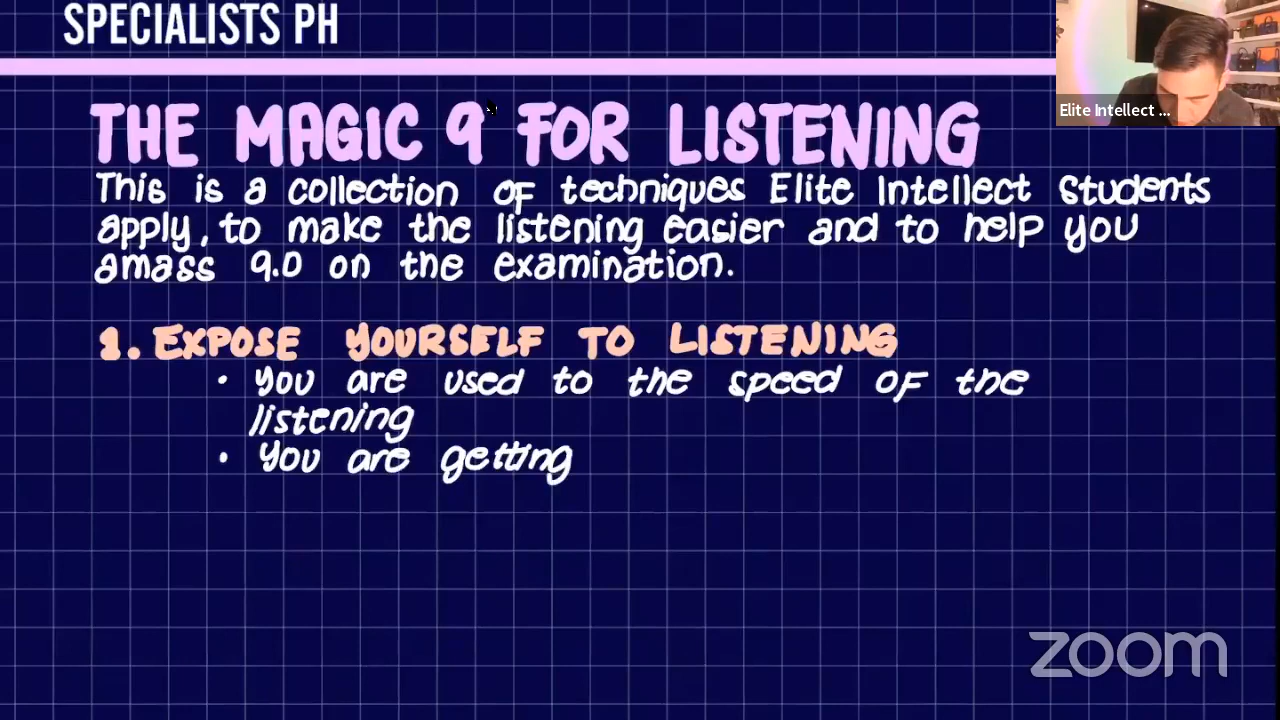 SPECIALISTS PH
Elite Intellect ...
THE MAGIC 9 FOR LISTENING
This is a collection of techniques Elite Intellect Students
apply, to make the listening easier and to help you
amass 9.0 on the examination.
1. EXPOSE YOURSELF TO LISTENING
• You are used to the speed of the
listening
• You are getting
zoom